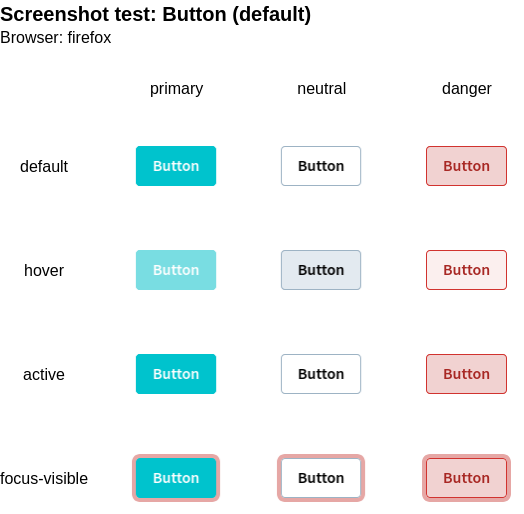 Screenshot test: Button (default)
Browser: firefox
primary neutral danger
default Button Button Button
hover Button Button Button
active Button Button Button
focus-visible Button Button Button